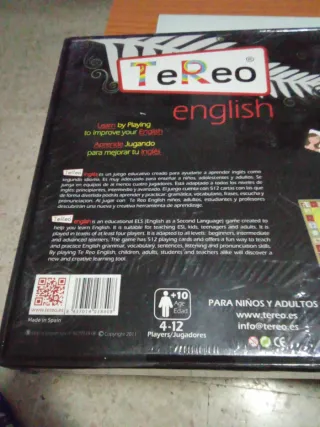 TeReo
english
Learn by Playing
to improve your English
Aprende Jugando
para mejorar tu inglés
TeReo inglés es un juego educativo creado para ayudarte a aprender inglés como
segundo idioma. Es muy adecuado para enseñar a niños, adolescentes y adultos. Se
juega en equipos de al menos cuatro jugadores. Está adaptado a todos los niveles de
inglés: principiantes, intermedios y avanzados. El juego cuenta con 512 cartas con las que de
forma divertida podrás aprender y practicar: gramática, vocabulario, frases, escucha y
pronunciación. Al jugar con Te Reo English niños, adultos, estudiantes y profesores
descubrirán una nueva y creativa herramienta de aprendizaje.
TeReo english is an educational ELS (English as a Second Language) game created to
help you learn English. It is suitable for teaching ESL kids, teenagers and adults. It is
played in teams of at least four players. It is adapted to all levels: beginners, intermediate
and advanced learners. The game has 512 playing cards and offers a fun way to teach
and practice English grammar, vocabulary, sentences, listening and pronunciation skills.
By playing Te Reo English, children, adults, students and teachers alike will discover a
new and creative learning tool.
Made in Spain
© Copyright 2011
+10
Age
Edad
4-12
Players/Jugadores
PARA NIÑOS Y ADULTOS
www.tereo.es
info@tereo.es